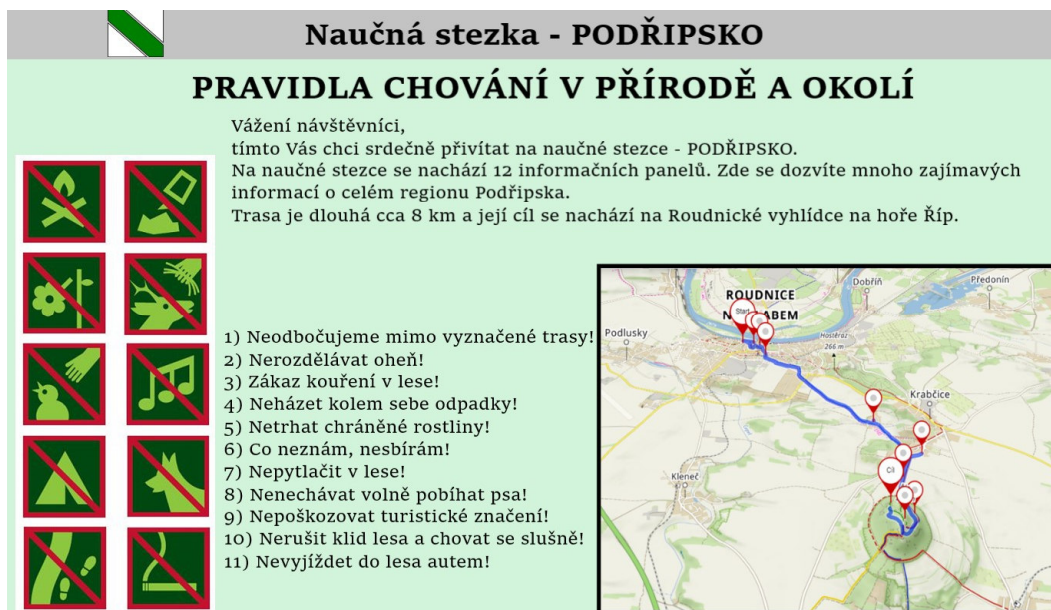 Naučná stezka - PODŘIPSKO
PRAVIDLA CHOVÁNÍ V PŘÍRODĚ A OKOLÍ
Vážení návštěvníci,
tímto Vás chci srdečně přivítat na naučné stezce - PODŘIPSKO.
Na naučné stezce se nachází 12 informačních panelů. Zde se dozvíte mnoho zajímavých
informací o celém regionu Podřipska.
Trasa je dlouhá cca 8 km a její cíl se nachází na Roudnické vyhlídce na hoře Říp.
1) Neodbočujeme mimo vyznačené trasy!
2) Nerozdělávat oheň!
3) Zákaz kouření v lese!
4) Neházet kolem sebe odpadky!
5) Netrhat chráněné rostliny!
6) Co neznám, nesbírám!
7) Nepytlačit v lese!
8) Nenechávat volně pobíhat psa!
9) Nepoškozovat turistické značení!
10) Nerušit klid lesa a chovat se slušně!
11) Nevyjíždet do lesa autem!
Dobříň
Předonín
ROUDNICE
Start
Podlusky
Hostěraz
266 m
Krabčice
Kleneč
Cíl